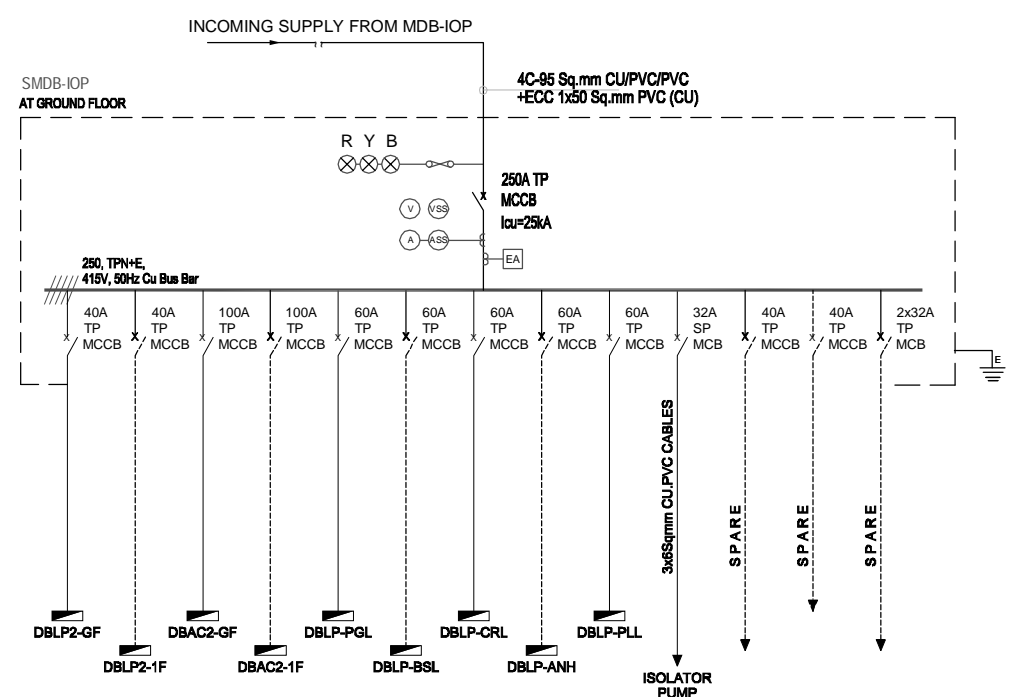 INCOMING SUPPLY FROM MDB-IOP
SMDB-IOP
AT GROUND FLOOR
4C-95 Sq.mm CU/PVC/PVC
+ECC 1x50 Sq.mm PVC (CU)
R Y B
250A TP
MCCB
Icu=25kA
V VSS
A ASS
EA
250, TPN+E,
415V, 50Hz Cu Bus Bar
40A
TP
MCCB
40A
TP
MCCB
100A
TP
MCCB
100A
TP
MCCB
60A
TP
MCCB
60A
TP
MCCB
60A
TP
MCCB
60A
TP
MCCB
60A
TP
MCCB
32A
SP
MCB
40A
TP
MCCB
40A
TP
MCCB
2x32A
TP
MCB
E
3x6Sqmm CU.PVC CABLES
SPARE
SPARE
SPARE
DBLP2-GF
DBLP2-1F
DBAC2-GF
DBAC2-1F
DBLP-PGL
DBLP-BSL
DBLP-CRL
DBLP-ANH
DBLP-PLL
ISOLATOR
PUMP